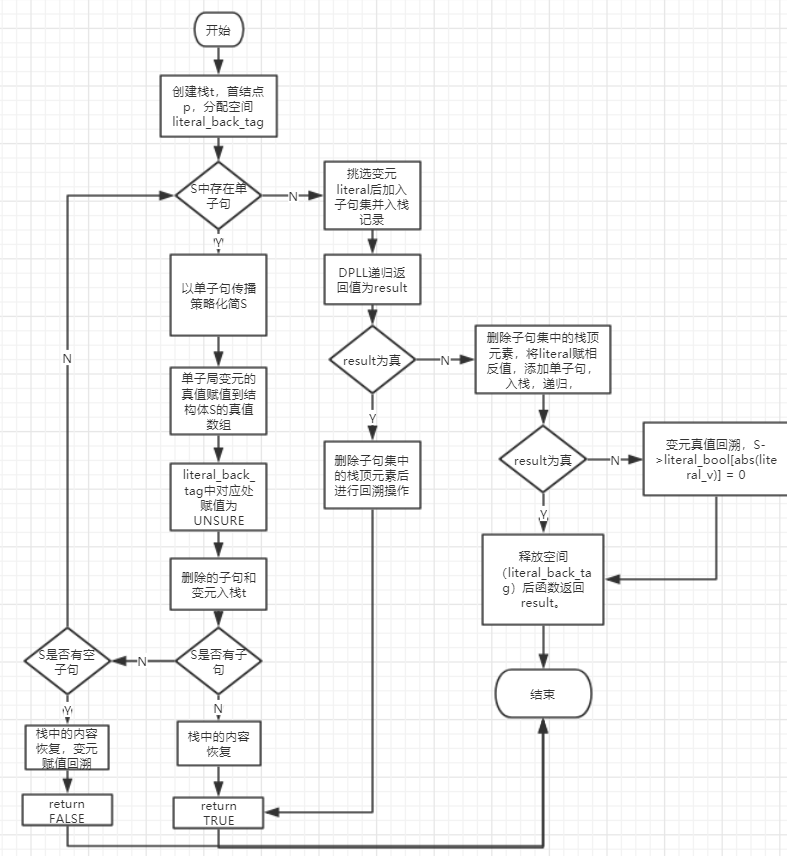 开始
创建栈t，首结点
p，分配空间
literal_back_tag
S中存在单
子句
N
Y
挑选变元
literal后加入
子句集并入栈
记录
以单子句传播
策略化简S
DPLL递归返
回值为result
result为真
N
Y
删除子句集中的栈顶
元素，将literal赋相
反值，添加单子句，
入栈，递归，
N
单子局变元的
真值赋值到结
构体S的真值
数组
删除子句集中
的栈顶元素后
进行回溯操作
result为真
N
Y
变元真值回溯，S-
>literal_bool[abs(lite
ral_v)] = 0
literal_back_
tag中对应处
赋值为
UNSURE
删除的子句和
变元入栈t
释放空间
（literal_back_ta
g）后函数返回
result。
S是否有空
子句
N
S是否有子
句
Y
N
结束
栈中的内容
恢复，变元
赋值回溯
栈中的内容
恢复
return
FALSE
return
TRUE